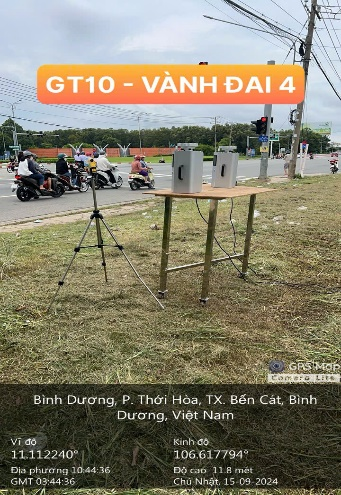 GT10 - VÀNH ĐAI 4
GPS Map
Camera Lite
Bình Dương, P. Thới Hòa, TX. Bến Cát, Bình
Dương, Việt Nam
Vĩ độ
11.112240°
Địa phương 10:44:36
GMT 03:44:36
Kinh độ
106.617794°
Độ cao 11.8 mét
Chủ Nhật, 15-09-2024